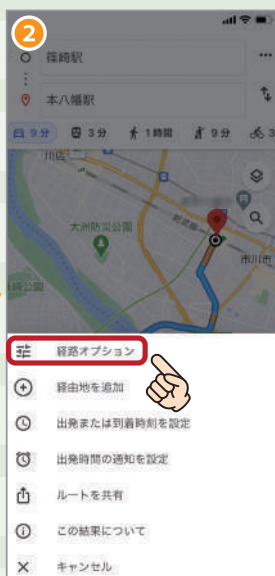 2
篠崎駅
本八幡駅
9分 3分 1時間 9分 3
川店
大洲防災公園
市川市
経路オプション
経由地を追加
出発または到着時刻を設定
出発時間の通知を設定
ルートを共有
この結果について
キャンセル